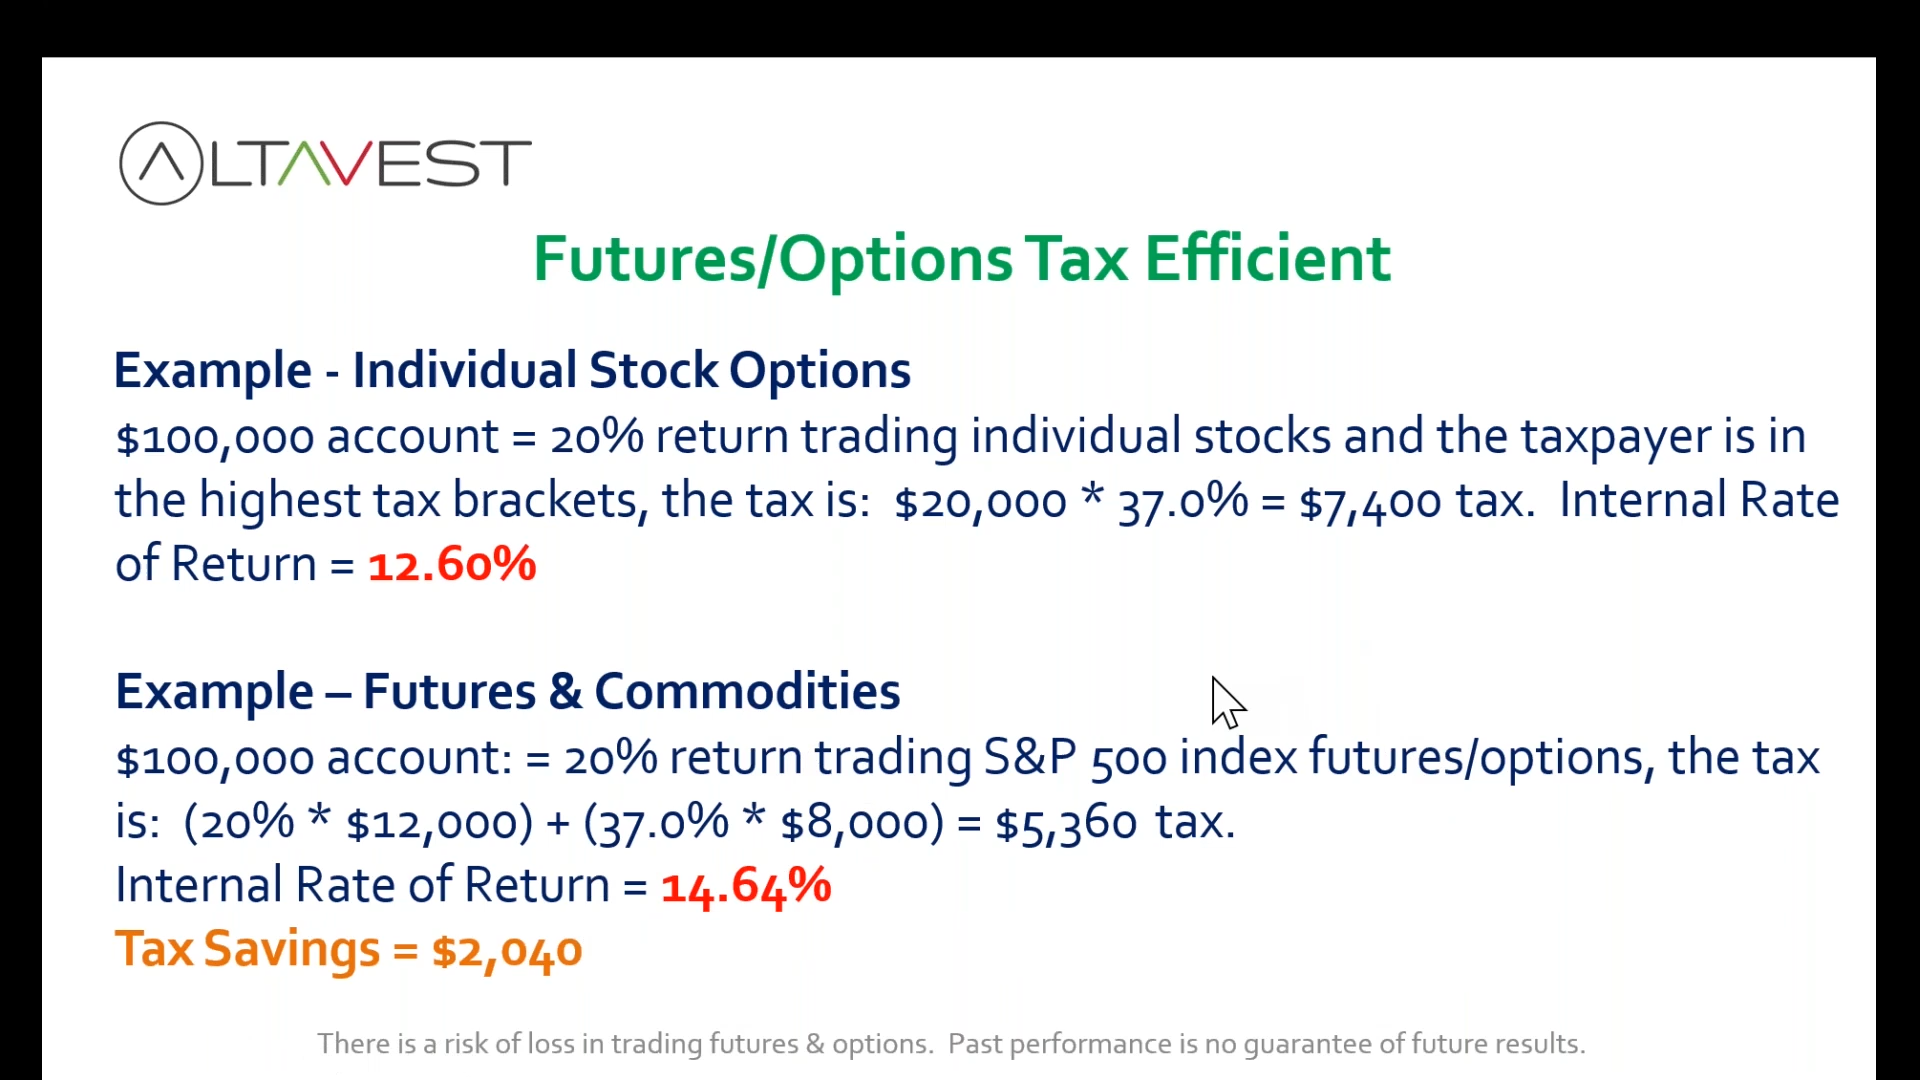 ALTAVEST
Futures/Options Tax Efficient
Example - Individual Stock Options
$100,000 account = 20% return trading individual stocks and the taxpayer is in
the highest tax brackets, the tax is:  $20,000 * 37.0% = $7,400 tax.  Internal Rate
of Return = 12.60%
Example – Futures & Commodities
$100,000 account: = 20% return trading S&P 500 index futures/options, the tax
is:  (20% * $12,000) + (37.0% * $8,000) = $5,360 tax.
Internal Rate of Return = 14.64%
Tax Savings = $2,040
There is a risk of loss in trading futures & options.  Past performance is no guarantee of future results.